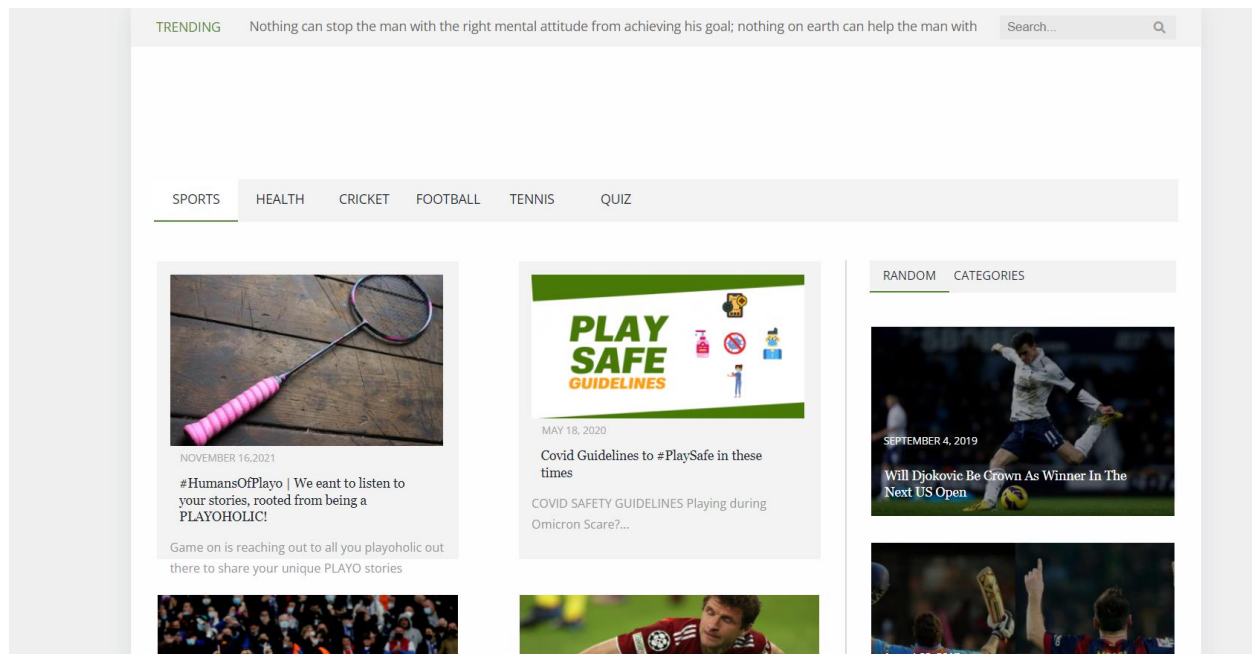 TRENDING Nothing can stop the man with the right mental attitude from achieving his goal; nothing on earth can help the man with Search...
SPORTS HEALTH CRICKET FOOTBALL TENNIS QUIZ
NOVEMBER 16,2021
#HumansOfPlayo | We eant to listen to
your stories, rooted from being a
PLAYOHOLIC!
Game on is reaching out to all you playoholic out
there to share your unique PLAYO stories
PLAY
SAFE
GUIDELINES
MAY 18, 2020
Covid Guidelines to #PlaySafe in these
times
COVID SAFETY GUIDELINES Playing during
Omicron Scare?...
RANDOM CATEGORIES
SEPTEMBER 4, 2019
Will Djokovic Be Crown As Winner In The
Next US Open